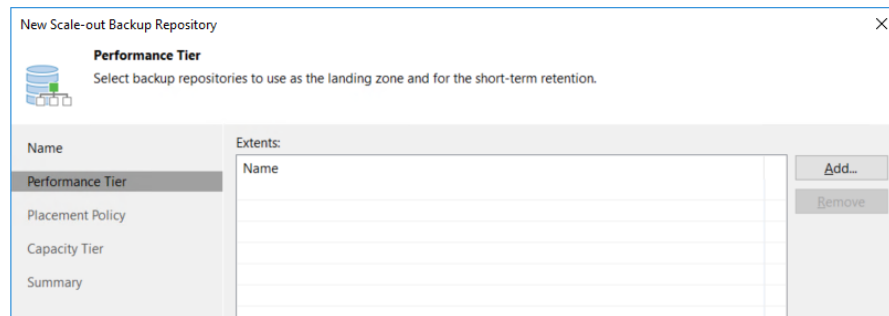 New Scale-out Backup Repository
Performance Tier
Select backup repositories to use as the landing zone and for the short-term retention.
Name
Performance Tier
Placement Policy
Capacity Tier
Summary
Extents:
Name
Add...
Remove